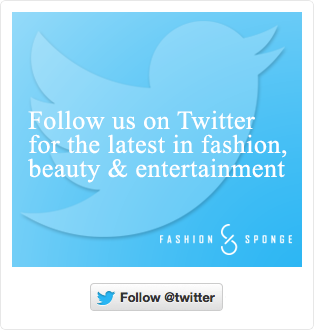 Follow us on Twitter
for the latest in fashion,
beauty & entertainment
FASHION SPONGE
Follow @twitter